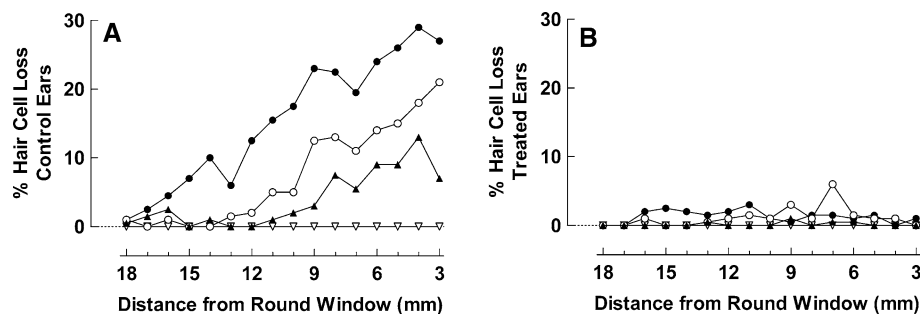 A
% Hair Cell Loss
Control Ears
30
20
10
0
18 15 12 9 6 3
Distance from Round Window (mm)
B
% Hair Cell Loss
Treated Ears
30
20
10
0
18 15 12 9 6 3
Distance from Round Window (mm)